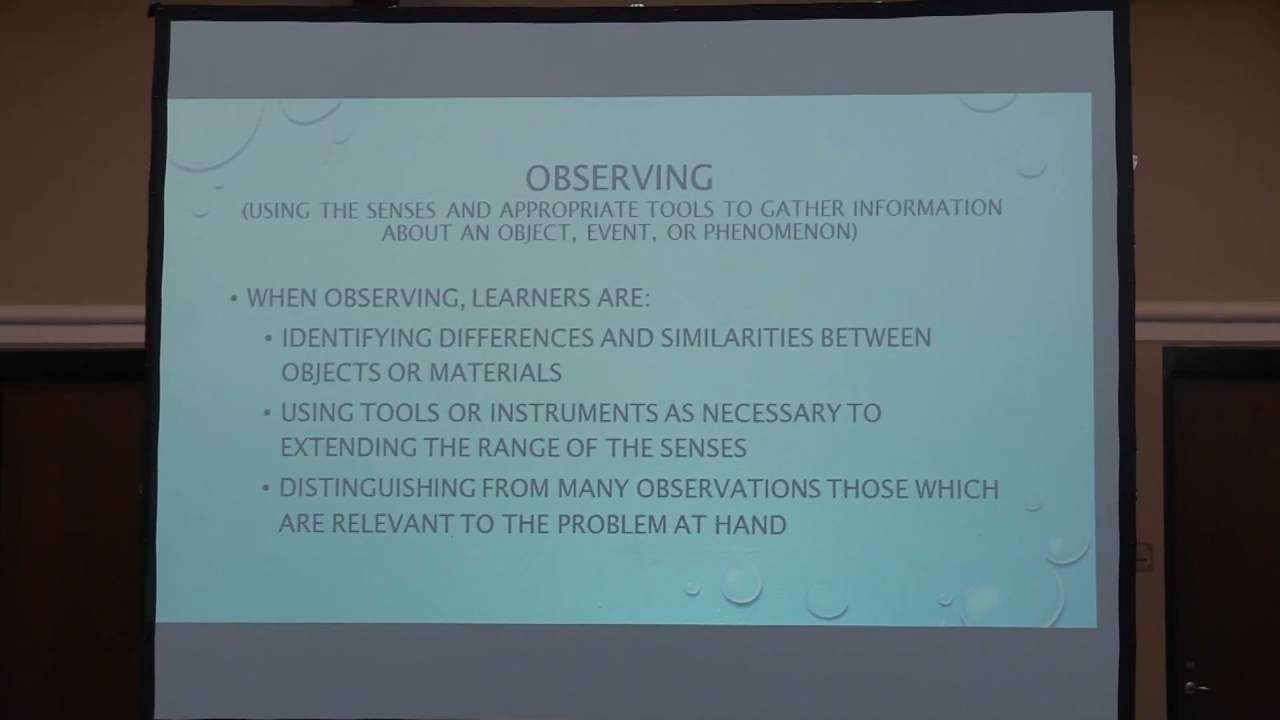 OBSERVING
(USING THE SENSES AND APPROPRIATE TOOLS TO GATHER INFORMATION
ABOUT AN OBJECT, EVENT, OR PHENOMENON)
• WHEN OBSERVING, LEARNERS ARE:
• IDENTIFYING DIFFERENCES AND SIMILARITIES BETWEEN
OBJECTS OR MATERIALS
• USING TOOLS OR INSTRUMENTS AS NECESSARY TO
EXTENDING THE RANGE OF THE SENSES
• DISTINGUISHING FROM MANY OBSERVATIONS THOSE WHICH
ARE RELEVANT TO THE PROBLEM AT HAND